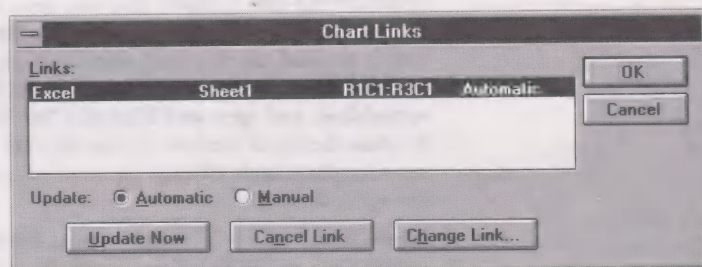 Chart Links
Links:
Excel Sheet1 R1C1:R3C1 Automatic
OK
Cancel
Update: Automatic Manual
Update Now Cancel Link Change Link...